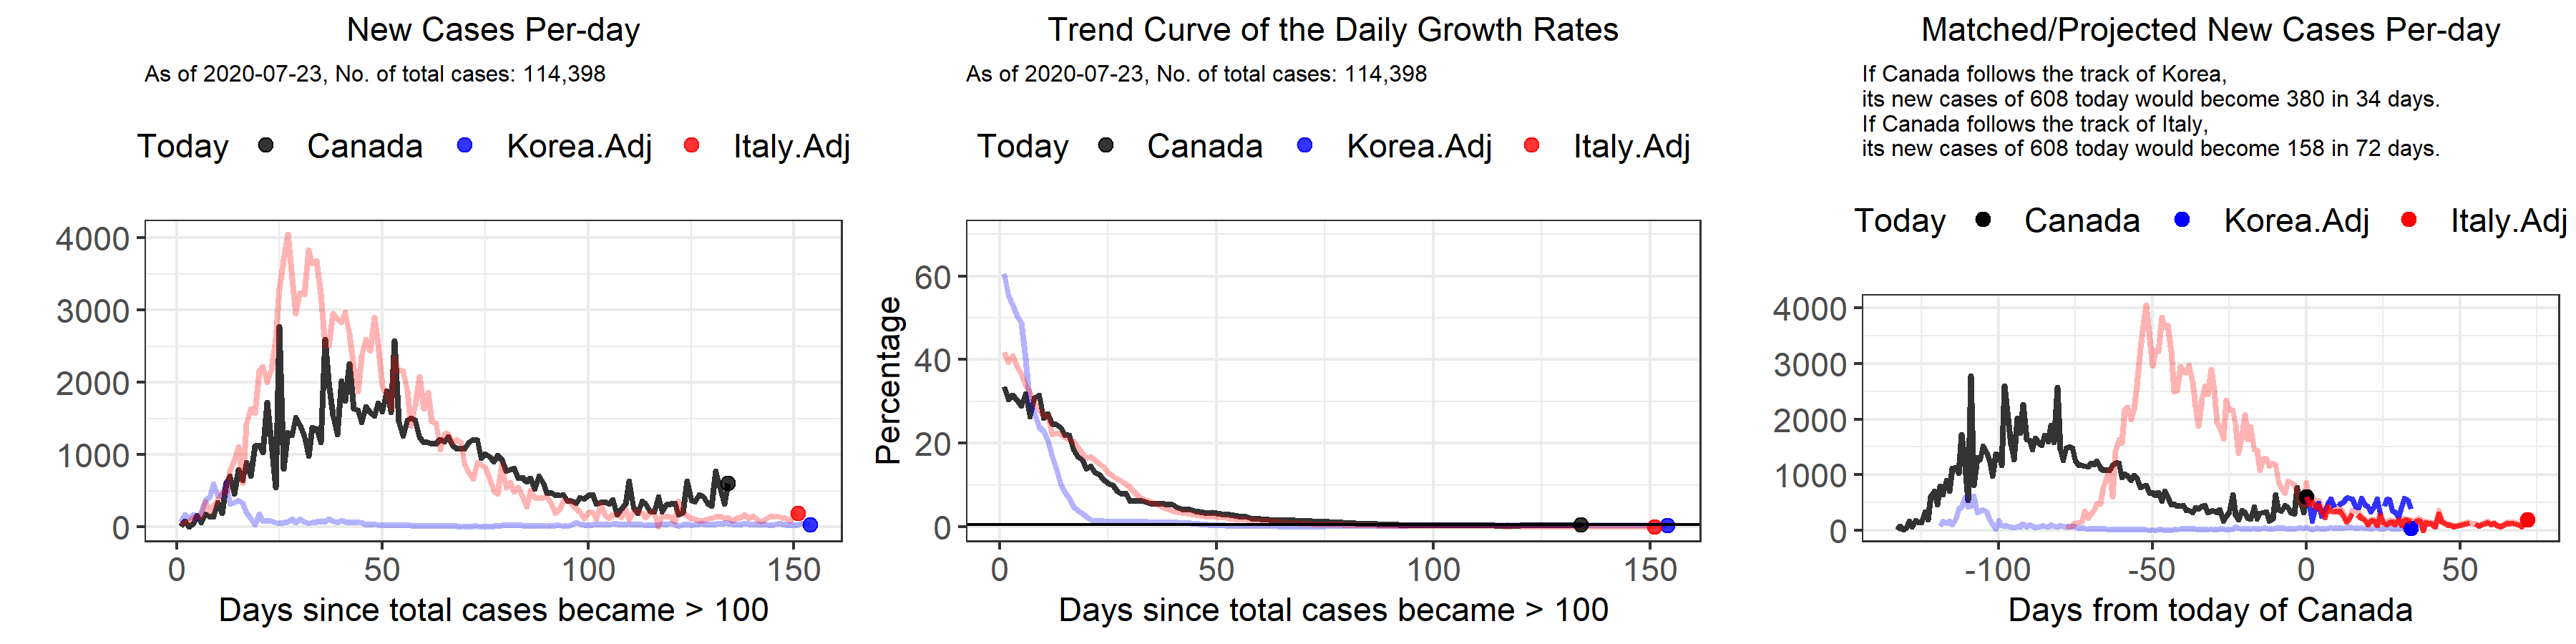 New Cases Per-day
As of 2020-07-23, No. of total cases: 114,398
Today Canada Korea.Adj Italy.Adj
4000
3000
2000
1000
0
0 50 100 150
Days since total cases became > 100
Trend Curve of the Daily Growth Rates
As of 2020-07-23, No. of total cases: 114,398
Today Canada Korea.Adj Italy.Adj
Percentage
60
40
20
0
0 50 100 150
Days since total cases became > 100
Matched/Projected New Cases Per-day
If Canada follows the track of Korea,
its new cases of 608 today would become 380 in 34 days.
If Canada follows the track of Italy,
its new cases of 608 today would become 158 in 72 days.
Today Canada Korea.Adj Italy.Adj
4000
3000
2000
1000
0
-100 -50 0 50
Days from today of Canada